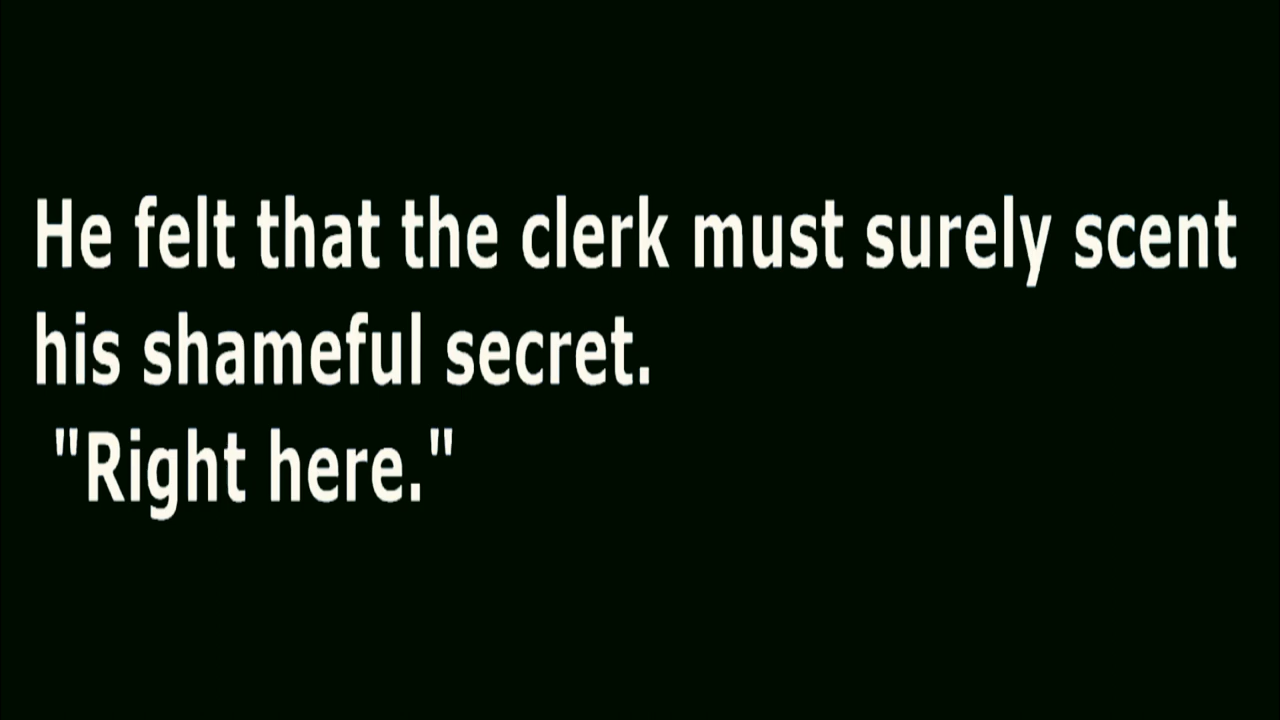 He felt that the clerk must surely scent
his shameful secret.
"Right here."